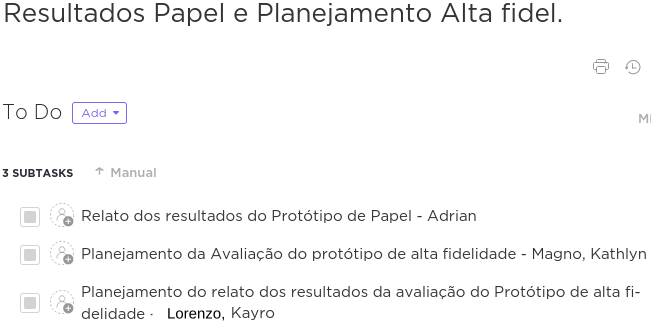 Resultados Papel e Planejamento Alta fidel.
To Do Add
3 SUBTASKS Manual
Relato dos resultados do Protótipo de Papel - Adrian
Planejamento da Avaliação do protótipo de alta fidelidade - Magno, Kathlyn
Planejamento do relato dos resultados da avaliação do Protótipo de alta fi-
delidade · Lorenzo, Kayro